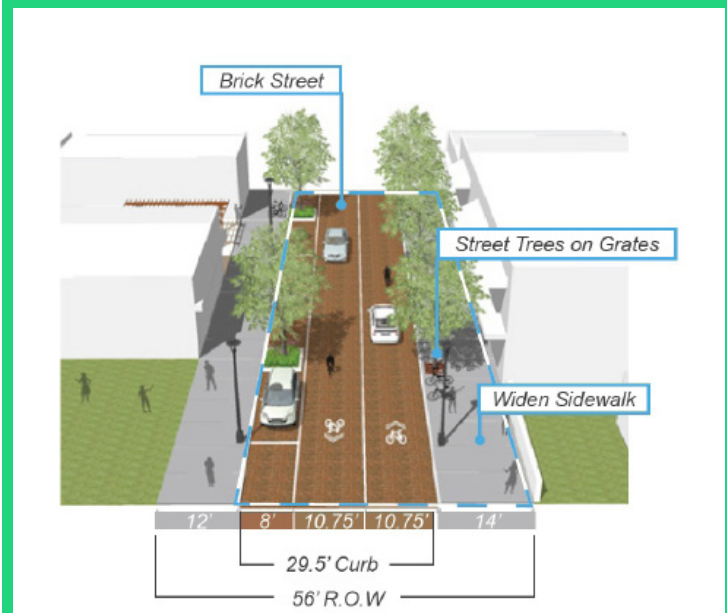 Brick Street
Street Trees on Grates
Widen Sidewalk
12' 8' 10.75' 10.75' 14'
29.5' Curb
56' R.O.W